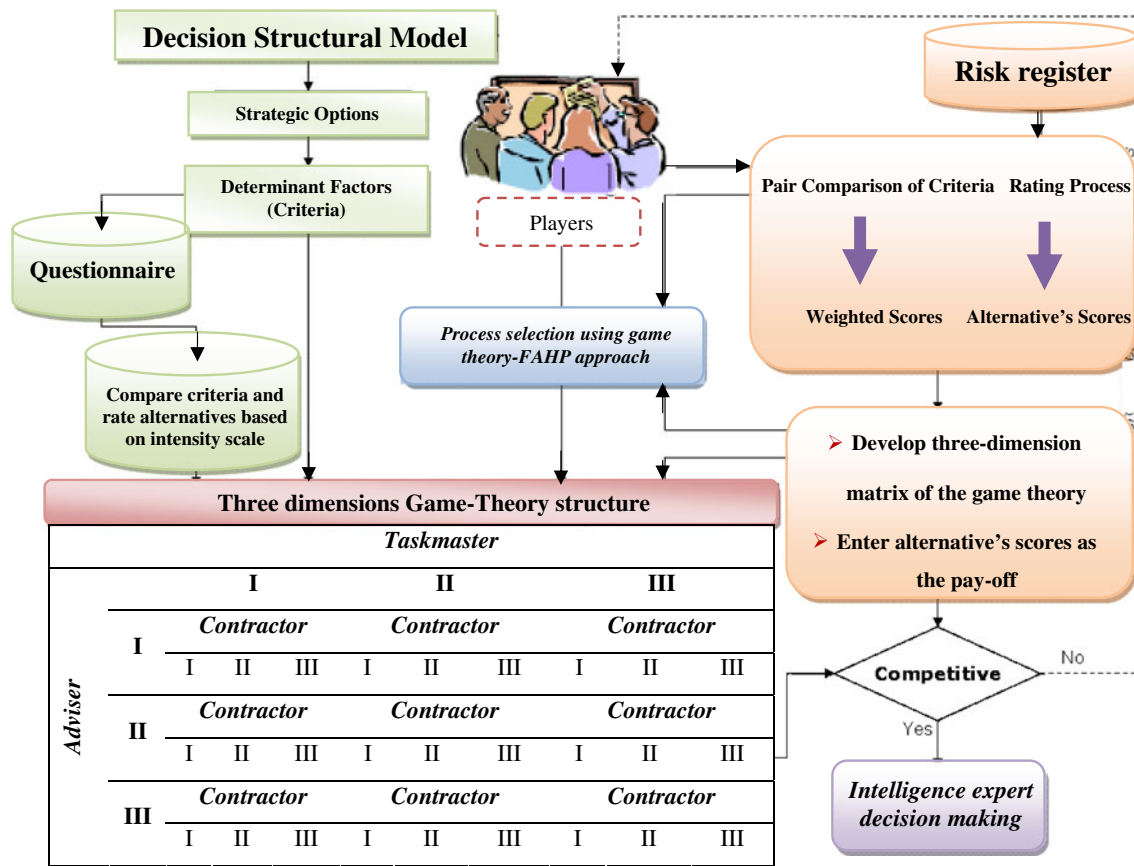 Decision Structural Model
Strategic Options
Determinant Factors
(Criteria)
Questionnaire
Compare criteria and
rate alternatives based
on intensity scale
Players
Process selection using game
theory-FAHP approach
Risk register
Pair Comparison of Criteria
Rating Process
Weighted Scores
Alternative's Scores
Develop three-dimension
matrix of the game theory
Enter alternative's scores as
the pay-off
Competitive
No
Yes
Intelligence expert
decision making
Three dimensions Game-Theory structure
Taskmaster
I II III
Adviser
I
Contractor Contractor Contractor
I II III I II III I II III
II
Contractor Contractor Contractor
I II III I II III I II III
III
Contractor Contractor Contractor
I II III I II III I II III